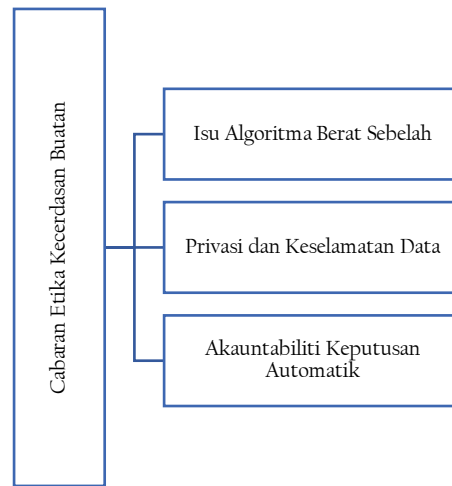 Cabaran Etika Kecerdasan Buatan
Isu Algoritma Berat Sebelah
Privasi dan Keselamatan Data
Akauntabiliti Keputusan
Automatik